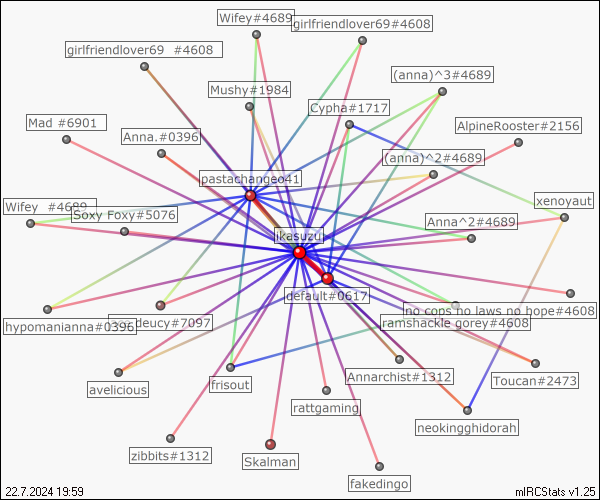 Wifey#4689
girlfriendlover69#4608
girlfriendlover69 #4608
(anna)^3#4689
Mushy#1984
Cypha#1717
Mad #6901
Anna.#0396
AlpineRooster#2156
(anna)^2#4689
pastachangeo41
Wifey #4689
Soxy Foxy#5076
xenoyaut
Anna^2#4689
ikasuzu
default#0617
no cops no laws no hope#4608
hypomanianna#0396
deucy#7097
ramshackle gorey#4608
avelicious
frisout
Annarchist#1312
Toucan#2473
rattgaming
neokingghidorah
zibbits#1312
Skalman
fakedingo
22.7.2024 19:59
mIRCStats v1.25